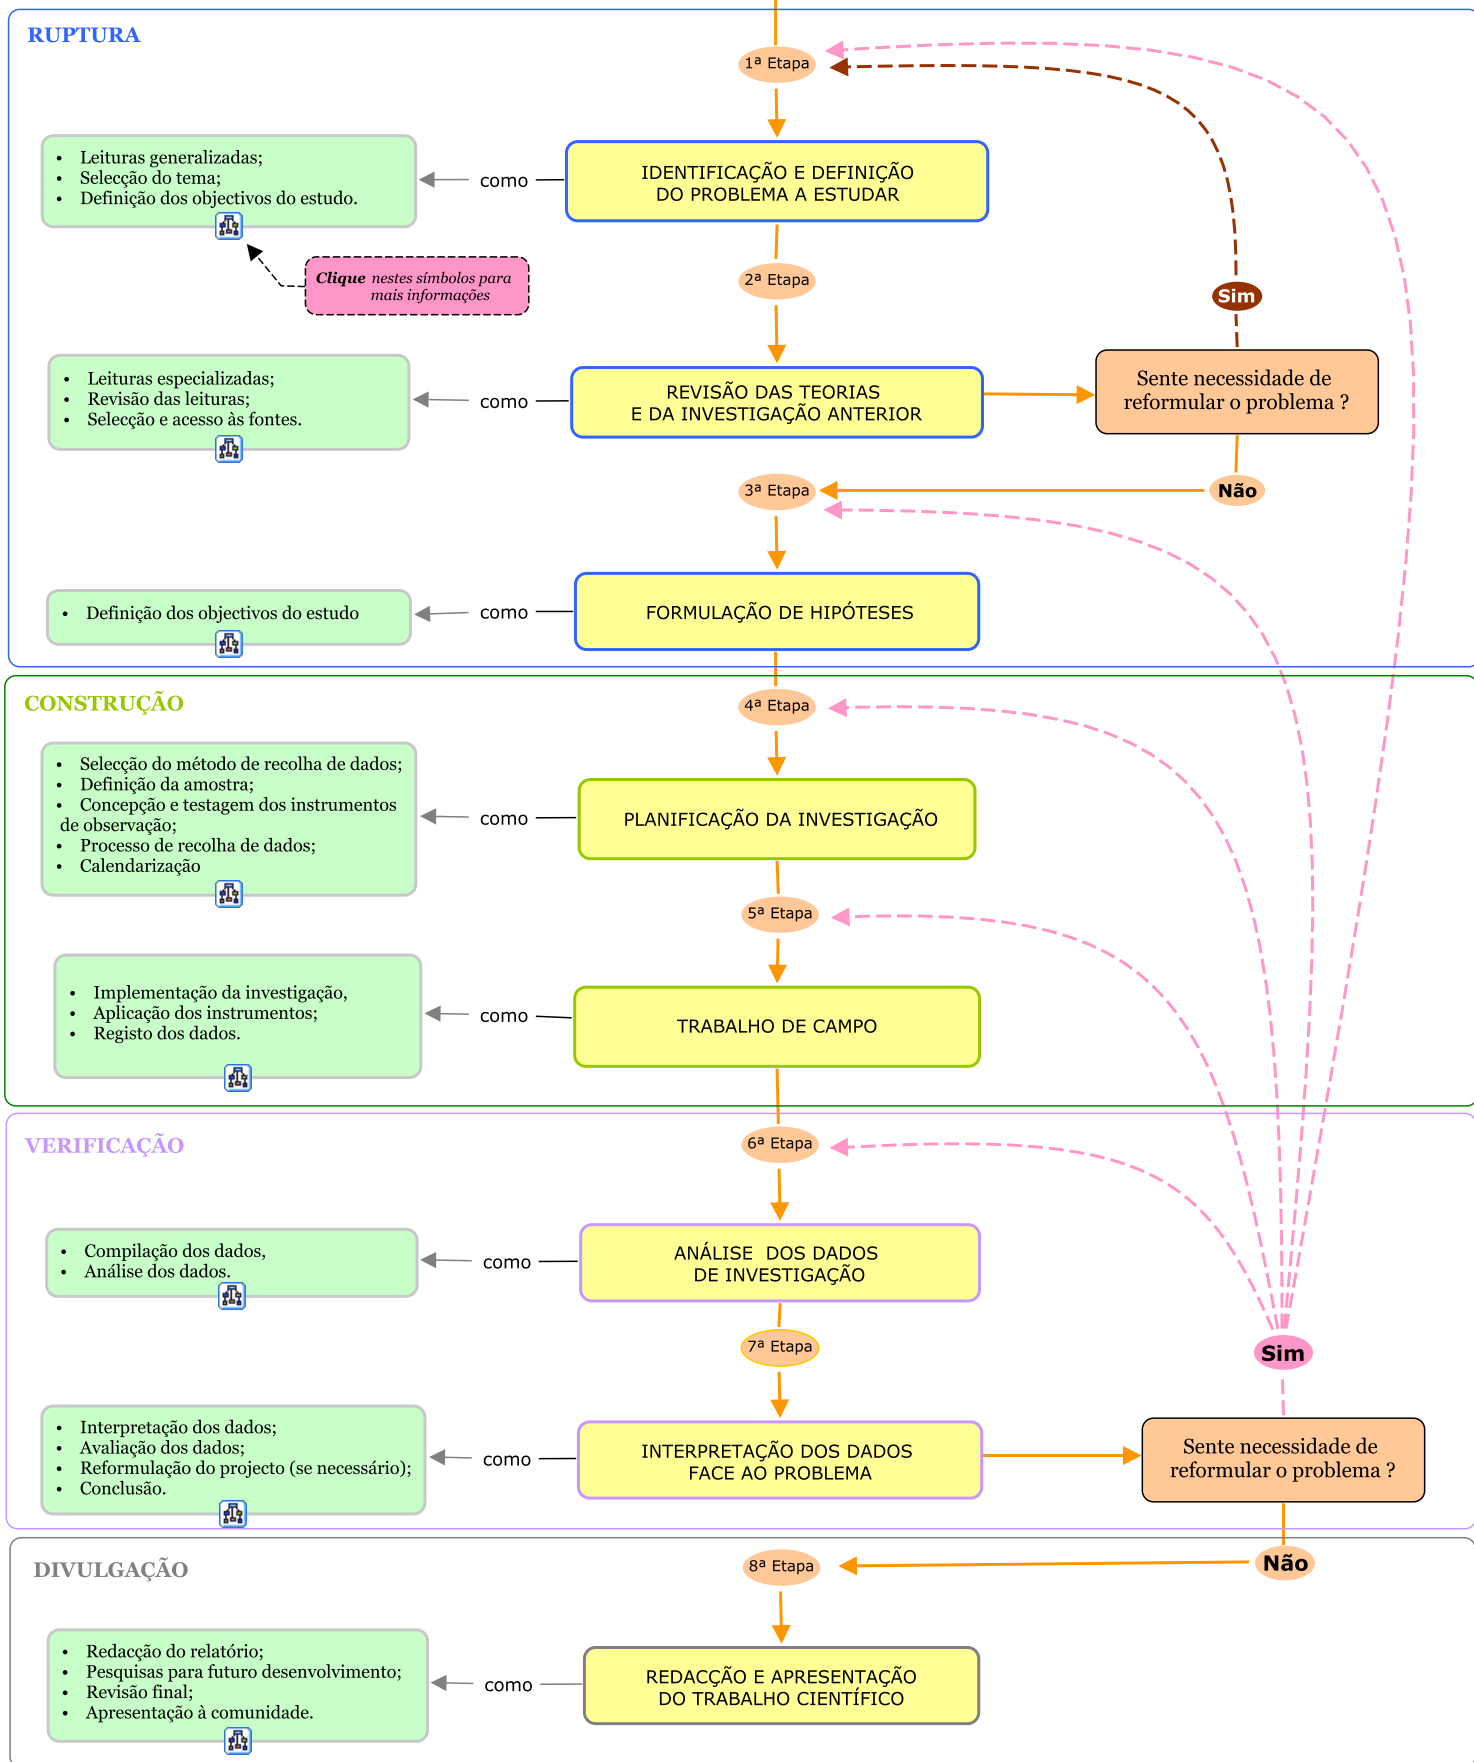 RUPTURA
1ª Etapa
• Leituras generalizadas;
• Selecção do tema;
• Definição dos objectivos do estudo.
como
IDENTIFICAÇÃO E DEFINIÇÃO
DO PROBLEMA A ESTUDAR
Clique nestes símbolos para
mais informações
2ª Etapa
Sim
• Leituras especializadas;
• Revisão das leituras;
• Selecção e acesso às fontes.
como
REVISÃO DAS TEORIAS
E DA INVESTIGAÇÃO ANTERIOR
Sente necessidade de
reformular o problema ?
3ª Etapa
Não
• Definição dos objectivos do estudo
como
FORMULAÇÃO DE HIPÓTESES
CONSTRUÇÃO
4ª Etapa
• Selecção do método de recolha de dados;
• Definição da amostra;
• Concepção e testagem dos instrumentos
de observação;
• Processo de recolha de dados;
• Calendarização
como
PLANIFICAÇÃO DA INVESTIGAÇÃO
5ª Etapa
• Implementação da investigação,
• Aplicação dos instrumentos;
• Registo dos dados.
como
TRABALHO DE CAMPO
VERIFICAÇÃO
6ª Etapa
• Compilação dos dados,
• Análise dos dados.
como
ANÁLISE DOS DADOS
DE INVESTIGAÇÃO
7ª Etapa
Sim
• Interpretação dos dados;
• Avaliação dos dados;
• Reformulação do projecto (se necessário);
• Conclusão.
como
INTERPRETAÇÃO DOS DADOS
FACE AO PROBLEMA
Sente necessidade de
reformular o problema ?
DIVULGAÇÃO
8ª Etapa
Não
• Redacção do relatório;
• Pesquisas para futuro desenvolvimento;
• Revisão final;
• Apresentação à comunidade.
como
REDACÇÃO E APRESENTAÇÃO
DO TRABALHO CIENTÍFICO